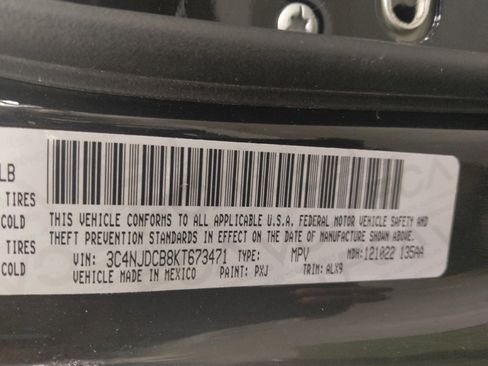 LB
TIRES
COLD
TIRES
COLD
THIS VEHICLE CONFORMS TO ALL APPLICABLE U.S.A. FEDERAL MOTOR VEHICLE SAFETY AND
THEFT PREVENTION STANDARDS IN EFFECT ON THE DATE OF MANUFACTURE SHOWN ABOVE.
VIN: 3C4NJDCB8KT673471 TYPE: MPV MDH: 121022 135AA
VEHICLE MADE IN MEXICO PAINT: PXJ TRIM: ALX9